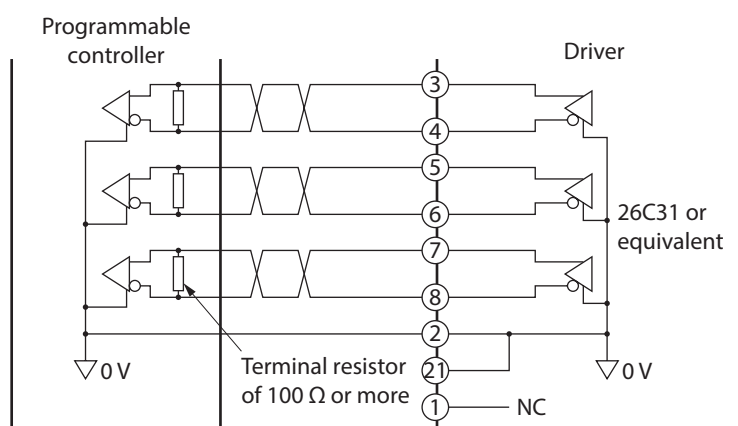 Programmable
controller
Driver
3
4
5
6
26C31 or
equivalent
7
8
2
0 V
Terminal resistor
of 100 Ω or more
21
0 V
1
NC